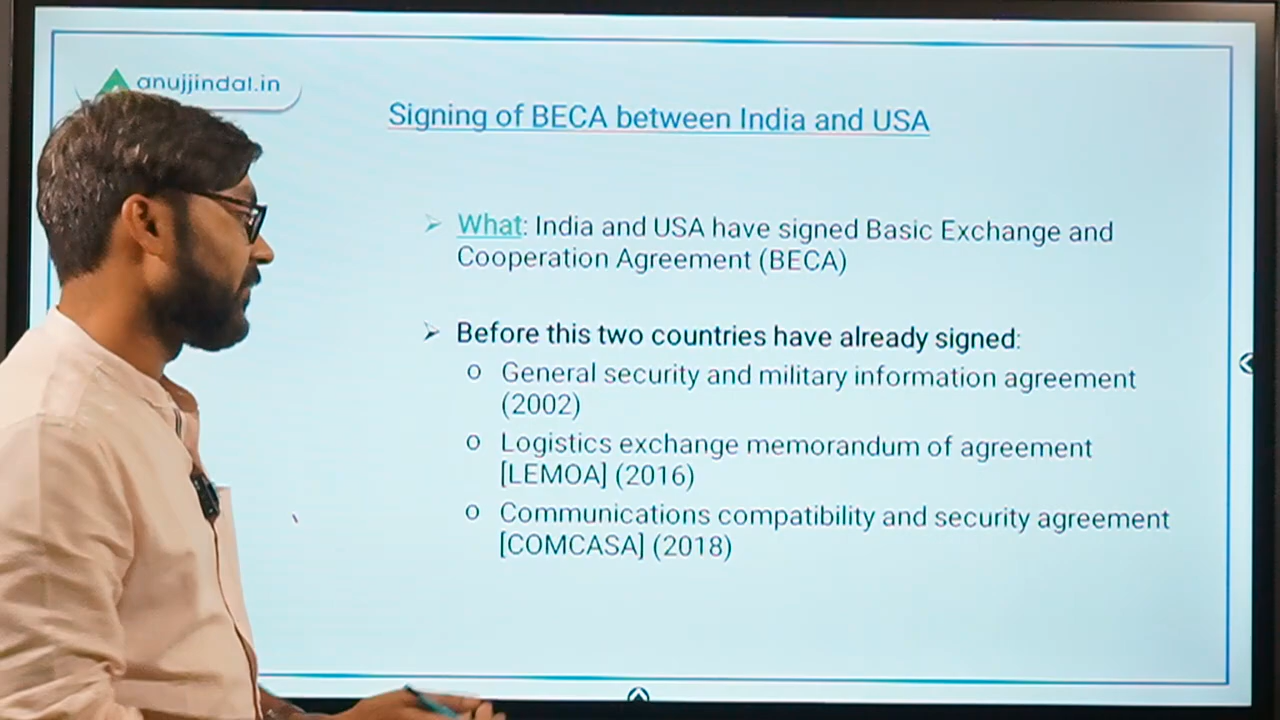 anujjindal.in
Signing of BECA between India and USA
What: India and USA have signed Basic Exchange and
Cooperation Agreement (BECA)
Before this two countries have already signed:
General security and military information agreement
(2002)
Logistics exchange memorandum of agreement
[LEMOA] (2016)
Communications compatibility and security agreement
[COMCASA] (2018)